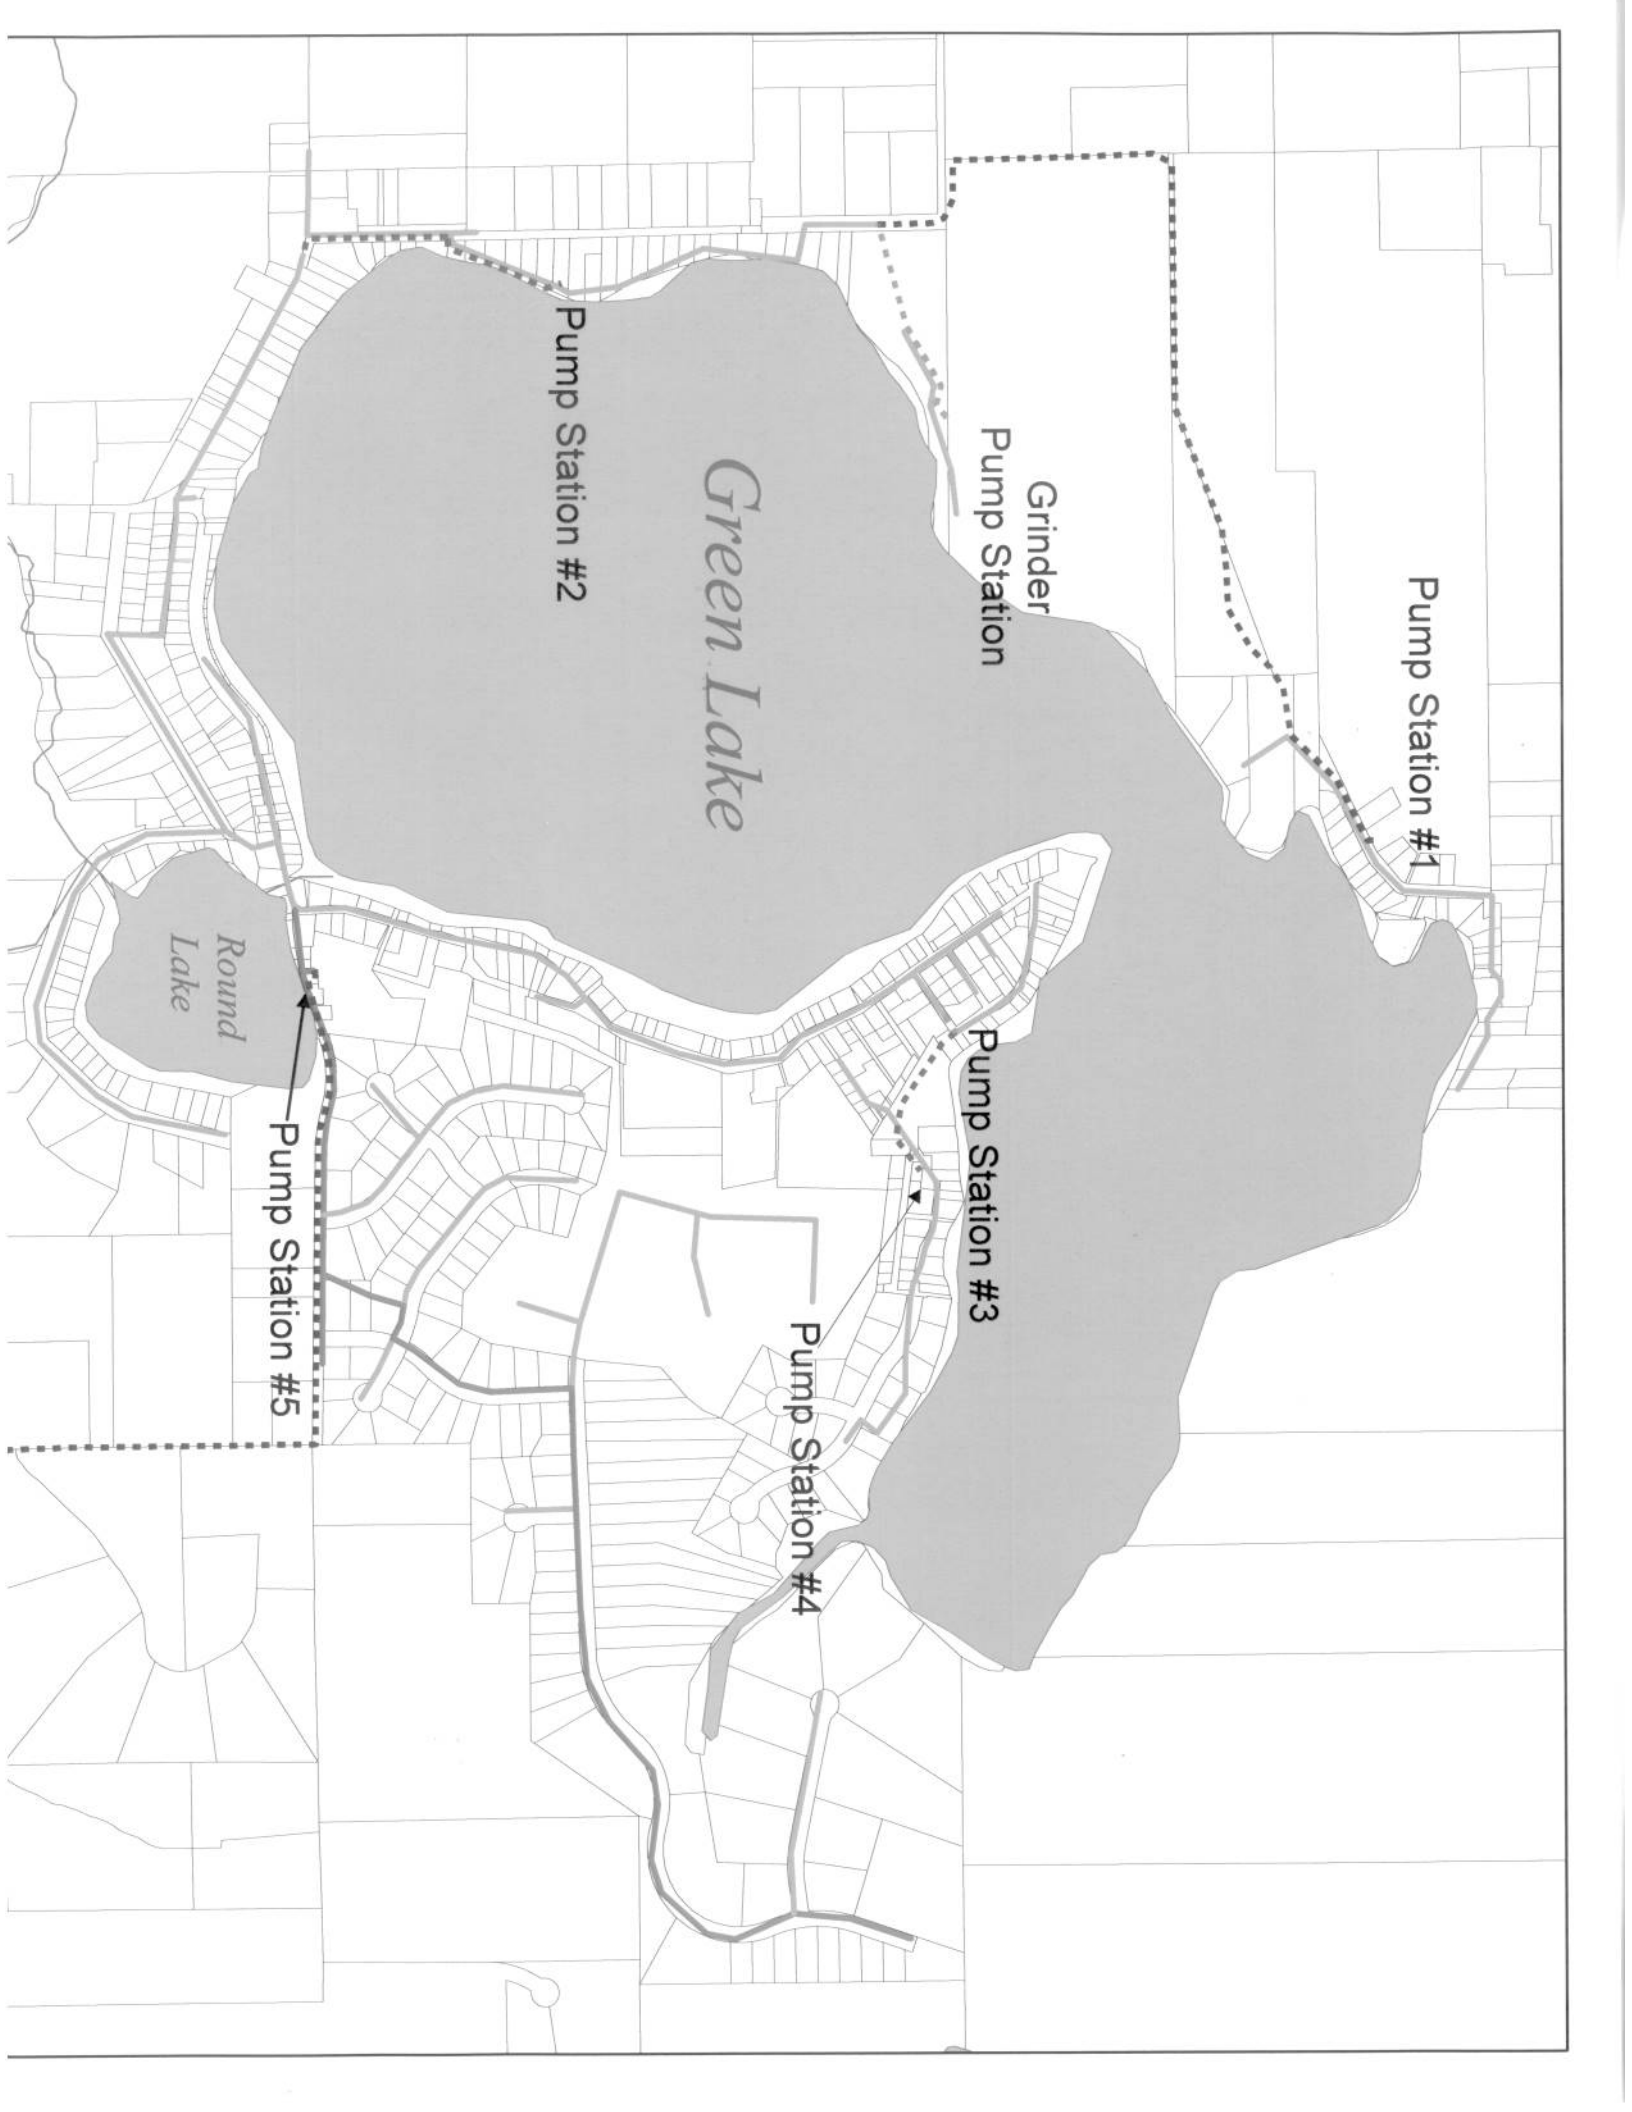 Pump Station #1
Grinder
Pump Station
Pump Station #3
Pump Station #4
Green Lake
Pump Station #2
Pump Station #5
Round
Lake